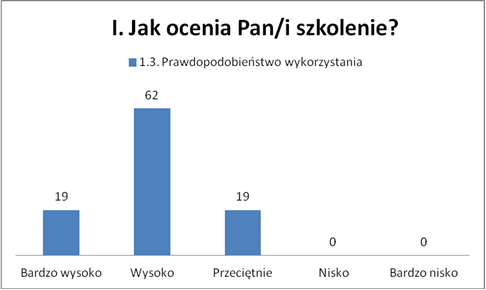 I. Jak ocenia Pan/i szkolenie?
1.3. Prawdopodobieństwo wykorzystania
62
19
19
0
0
Bardzo wysoko
Wysoko
Przeciętnie
Nisko
Bardzo nisko